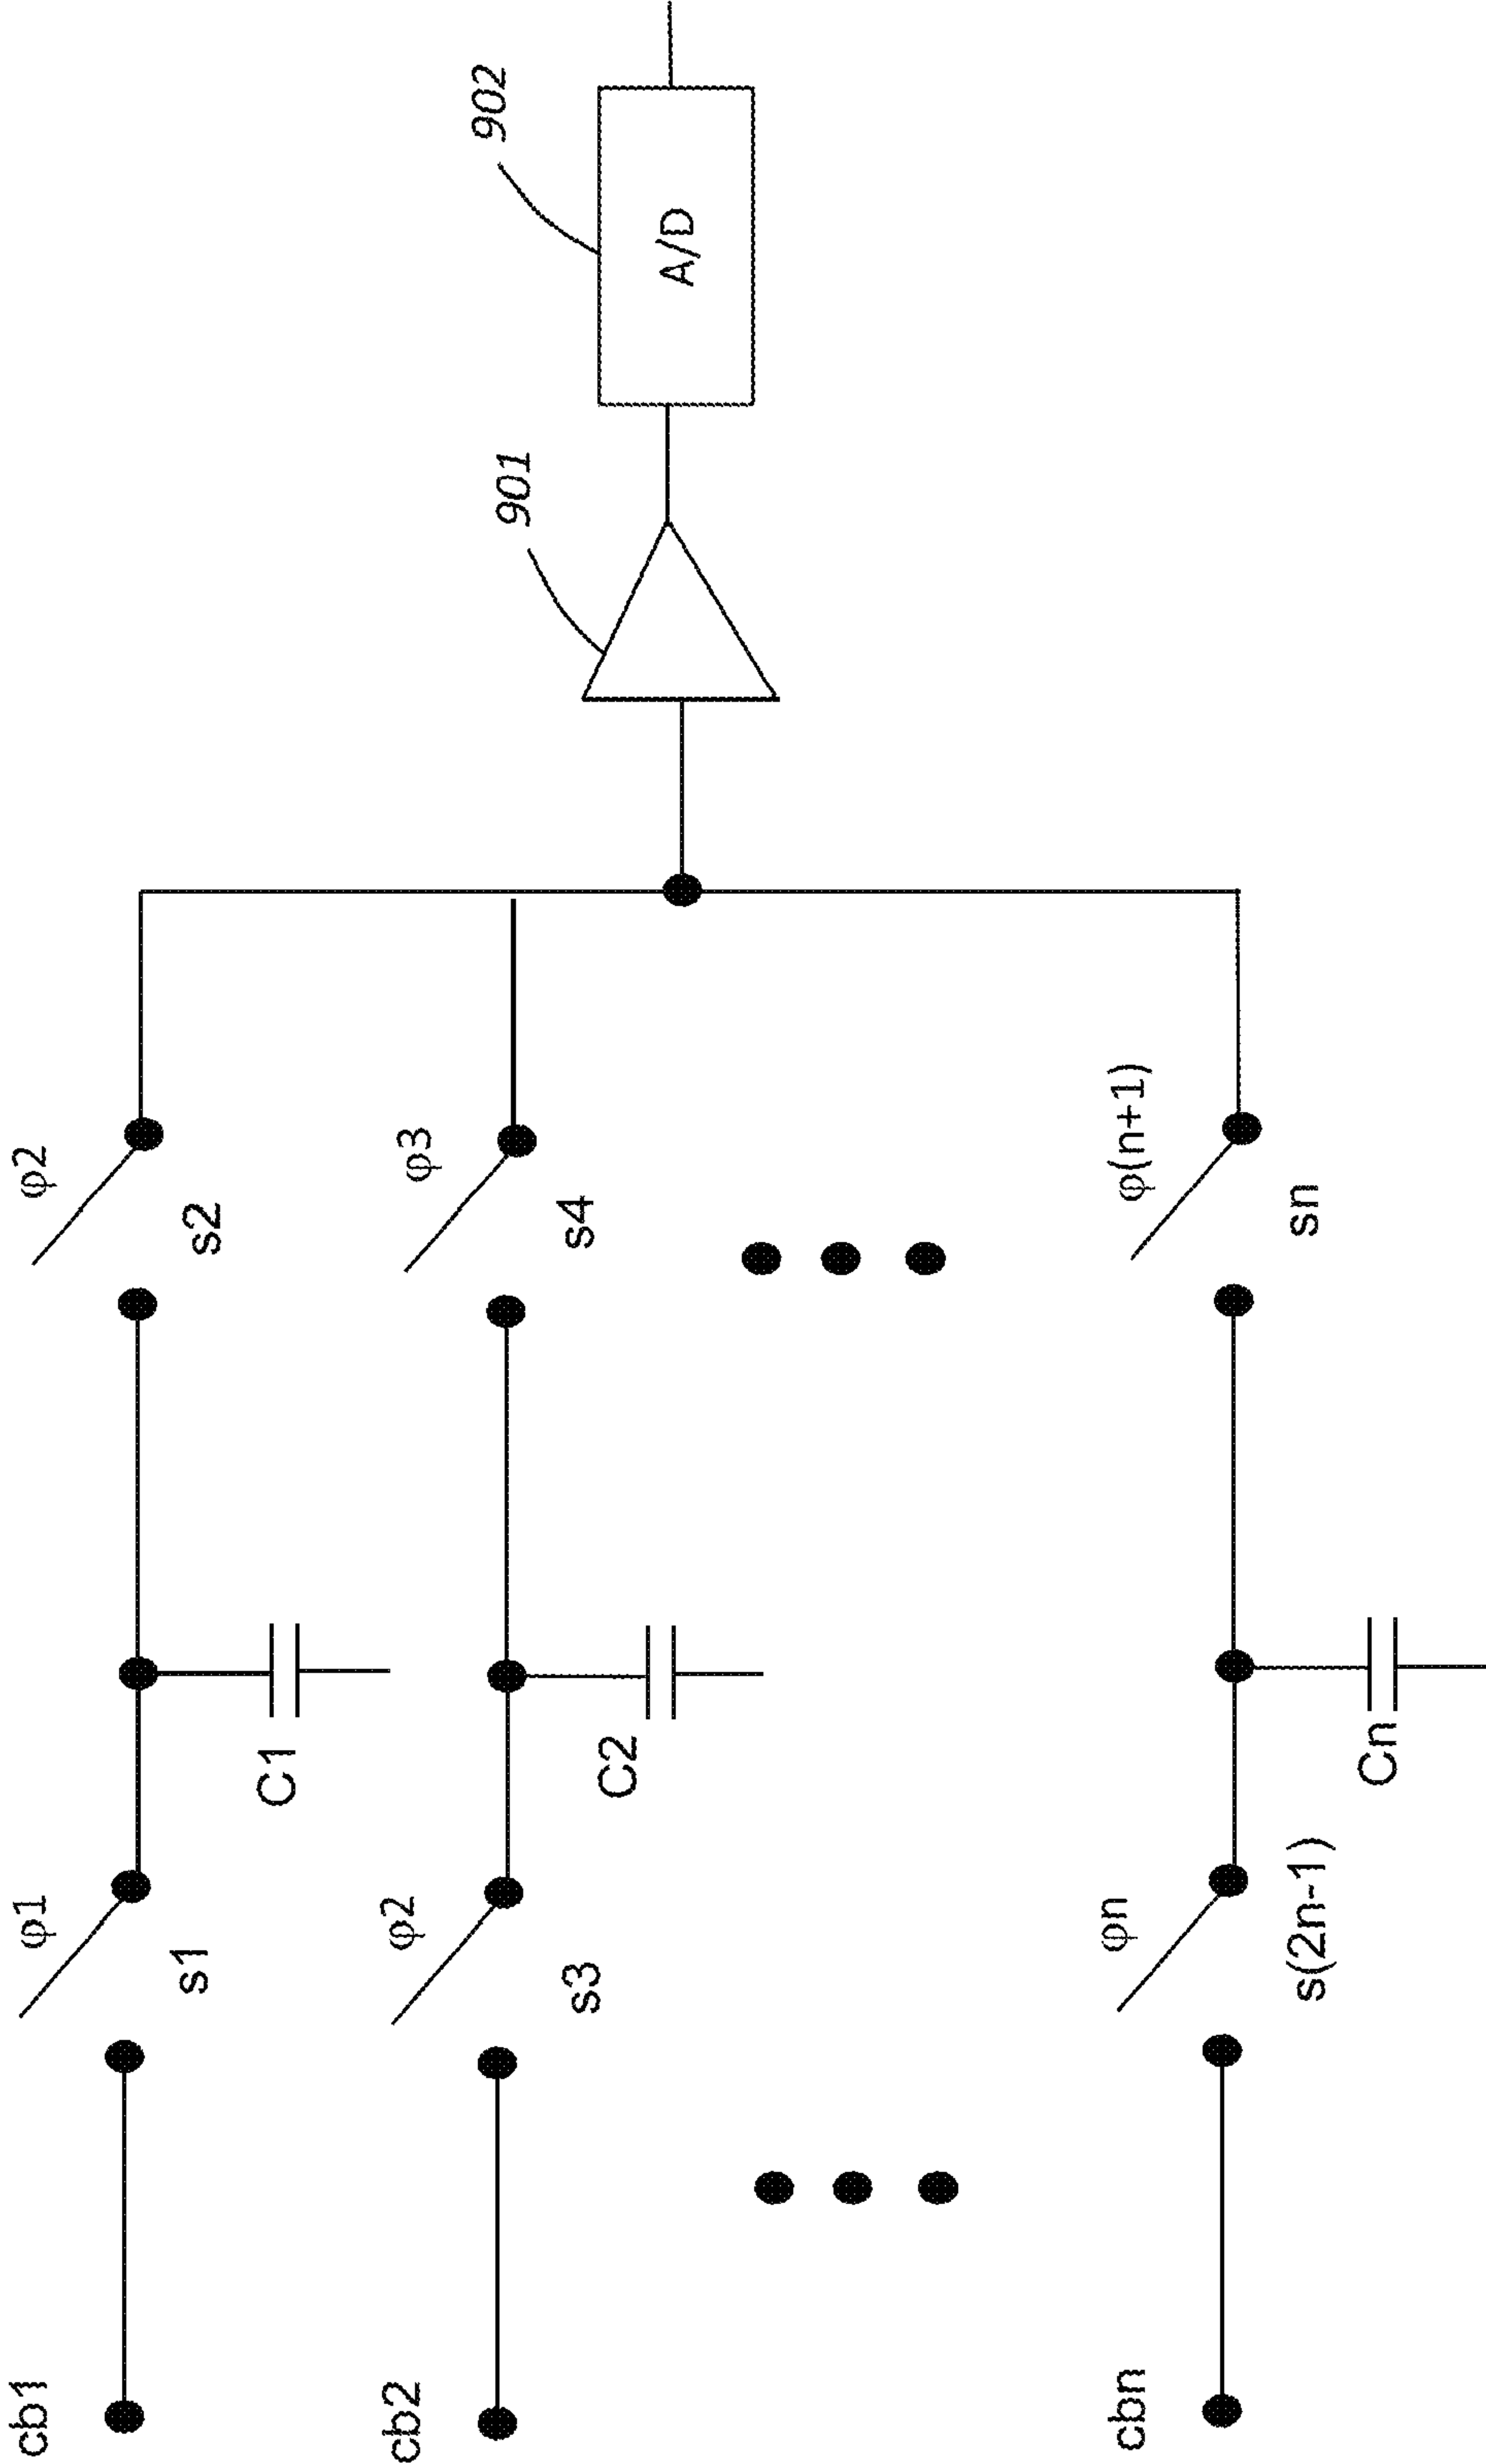 cb1
φ1
s1
C1
φ2
s2
cb2
φ2
s3
C2
φ3
s4
901
902
A/D
cbn
φn
s(2n-1)
Cn
φ(n+1)
sn